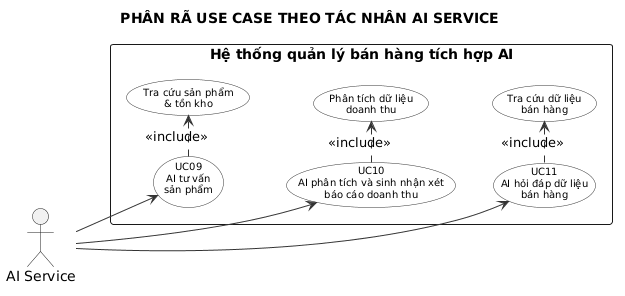 PHÂN RÃ USE CASE THEO TÁC NHÂN AI SERVICE
Hệ thống quản lý bán hàng tích hợp AI
Tra cứu sản phẩm
& tồn kho
Phân tích dữ liệu
doanh thu
Tra cứu dữ liệu
bán hàng
«include»
«include»
«include»
UC09
AI tư vấn
sản phẩm
UC10
AI phân tích và sinh nhận xét
báo cáo doanh thu
UC11
AI hỏi đáp dữ liệu
bán hàng
AI Service